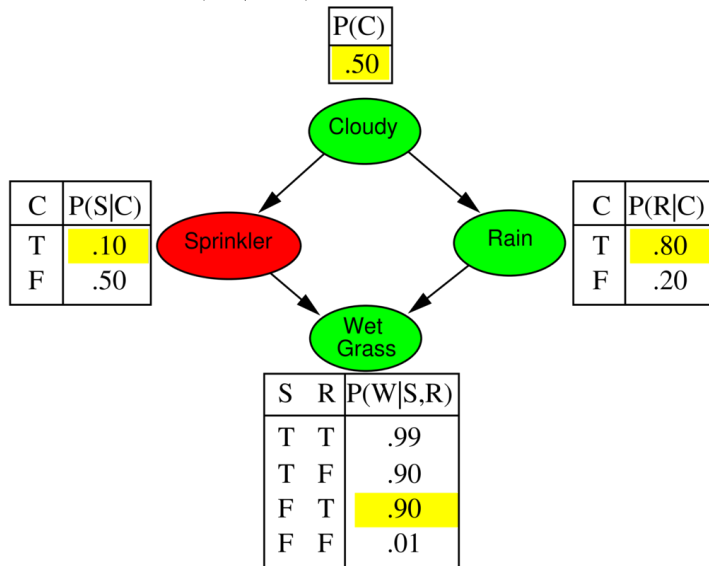 P(C)
.50
Cloudy
C P(S|C)
T .10
F .50
Sprinkler
Rain
C P(R|C)
T .80
F .20
Wet
Grass
S R P(W|S,R)
T T .99
T F .90
F T .90
F F .01